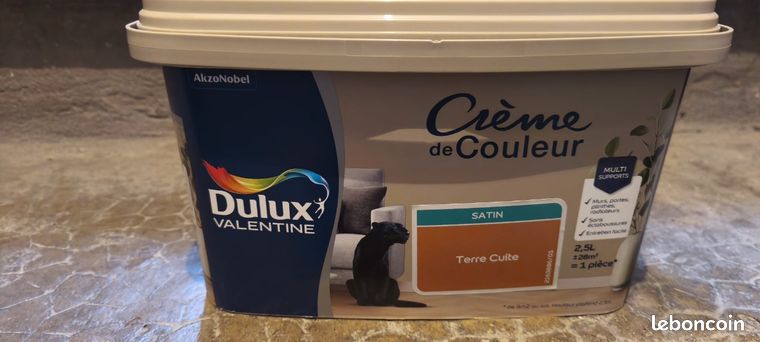 AkzoNobel
Crème
de Couleur
Dulux
VALENTINE
SATIN
Terre Cuite
MULTI
SUPPORTS
Murs, portes,
plinthes,
radiateurs
Sans
éclaboussures
Entretien facile
2,5L
±26m²
= 1 pièce*
leboncoin